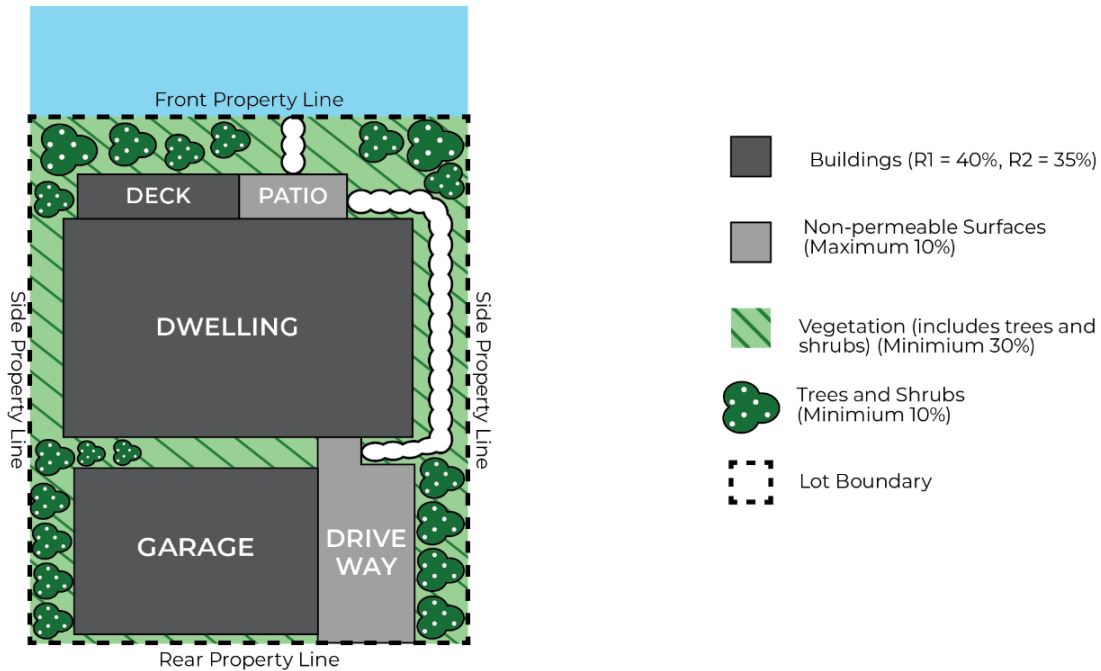 Front Property Line
DECK
PATIO
Side Property Line
DWELLING
Side Property Line
GARAGE
DRIVE
WAY
Rear Property Line
Buildings (R1 = 40%, R2 = 35%)
Non-permeable Surfaces
(Maximum 10%)
Vegetation (includes trees and
shrubs) (Minimium 30%)
Trees and Shrubs
(Minimium 10%)
Lot Boundary